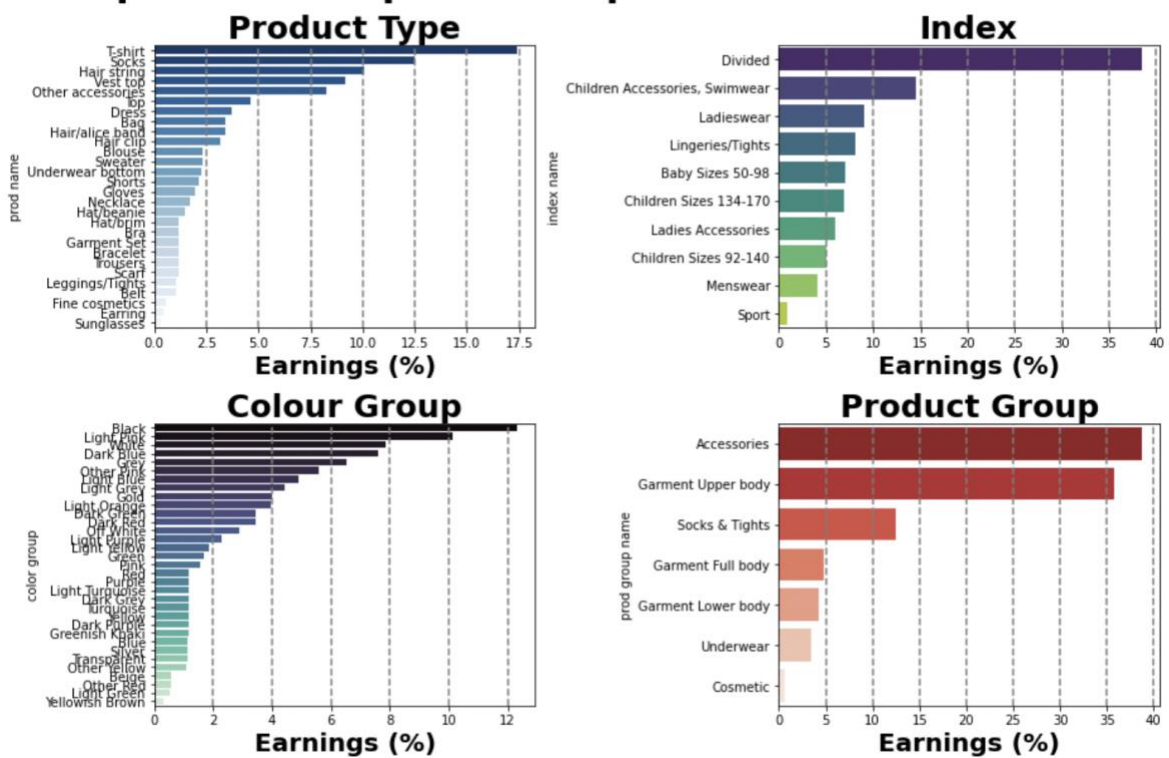 Product Type
prod name
T-shirt
Socks
Hair string
Vest top
Other accessories
Top
Dress
Bag
Hair/alice band
Hair clip
Blouse
Sweater
Underwear bottom
Shorts
Gloves
Necklace
Hat/beanie
Hat/brim
Bra
Garment Set
Bracelet
Trousers
Scarf
Leggings/Tights
Belt
Fine cosmetics
Earring
Sunglasses
0.0 2.5 5.0 7.5 10.0 12.5 15.0 17.5
Earnings (%)
Index
index name
Divided
Children Accessories, Swimwear
Ladieswear
Lingeries/Tights
Baby Sizes 50-98
Children Sizes 134-170
Ladies Accessories
Children Sizes 92-140
Menswear
Sport
0 5 10 15 20 25 30 35 40
Earnings (%)
Colour Group
color group
Black
Light Pink
White
Dark Blue
Grey
Other Pink
Light Blue
Light Grey
Gold
Light Orange
Dark Green
Dark Red
Off White
Light Purple
Light Yellow
Green
Pink
Red
Purple
Light Turquoise
Dark Grey
Turquoise
Yellow
Dark Purple
Greenish Khaki
Blue
Silver
Transparent
Other Yellow
Beige
Other Red
Light Green
Yellowish Brown
0 2 4 6 8 10 12
Earnings (%)
Product Group
prod group name
Accessories
Garment Upper body
Socks & Tights
Garment Full body
Garment Lower body
Underwear
Cosmetic
0 5 10 15 20 25 30 35 40
Earnings (%)